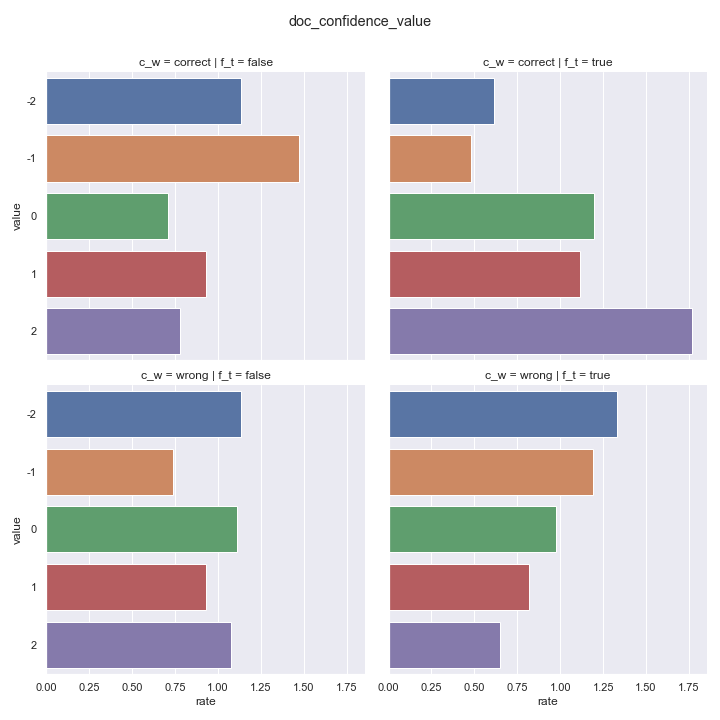 doc_confidence_value
c_w = correct | f_t = false
c_w = correct | f_t = true
-2
-1
0
1
2
value
c_w = wrong | f_t = false
c_w = wrong | f_t = true
-2
-1
0
1
2
value
0.00 0.25 0.50 0.75 1.00 1.25 1.50 1.75
rate
0.00 0.25 0.50 0.75 1.00 1.25 1.50 1.75
rate